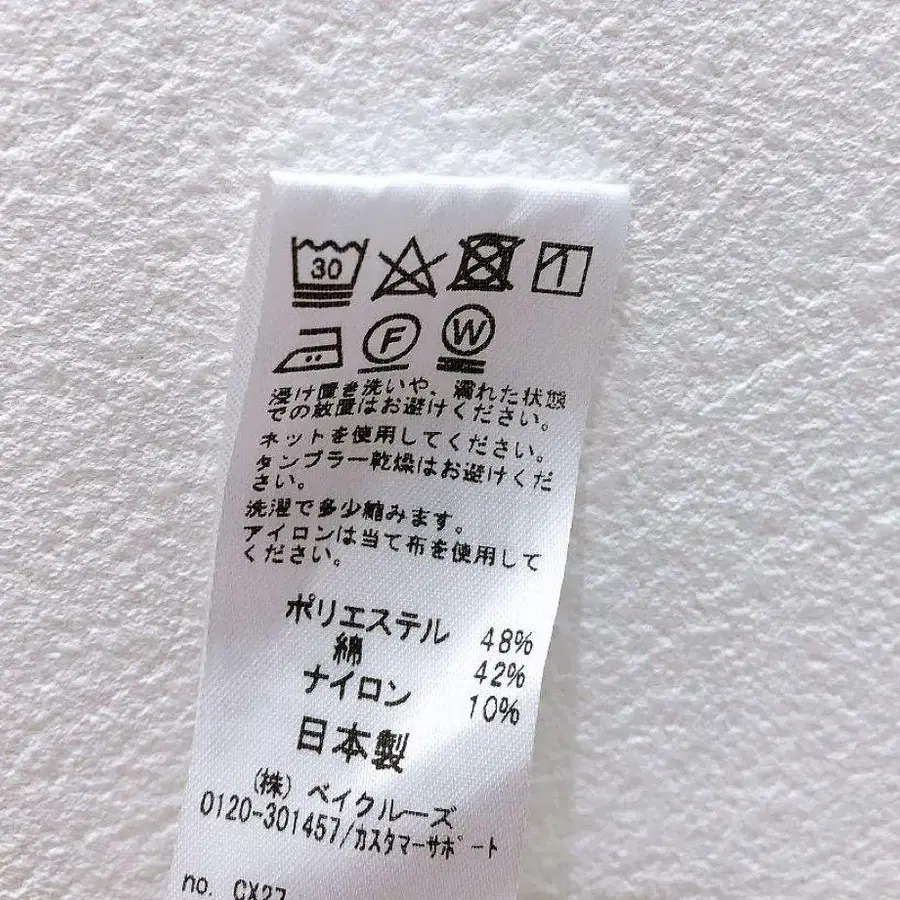 30
F W
浸け置き洗いや、濡れた状態
での放置はお避けください。
ネットを使用してください。
タンブラー乾燥はお避けくだ
さい。
洗濯で多少縮みます。
アイロンは当て布を使用して
ください。
ポリエステル 48%
綿 42%
ナイロン 10%
日本製
(株) ベイクルーズ
0120-301457/カスタマーサポート
no. CX27